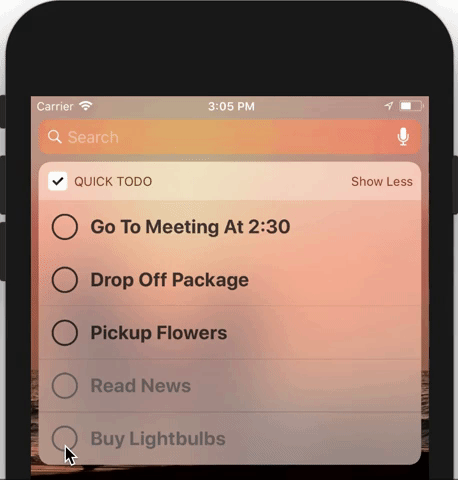 Carrier 3:05 PM
Search
QUICK TODO Show Less
Go To Meeting At 2:30
Drop Off Package
Pickup Flowers
Read News
Buy Lightbulbs